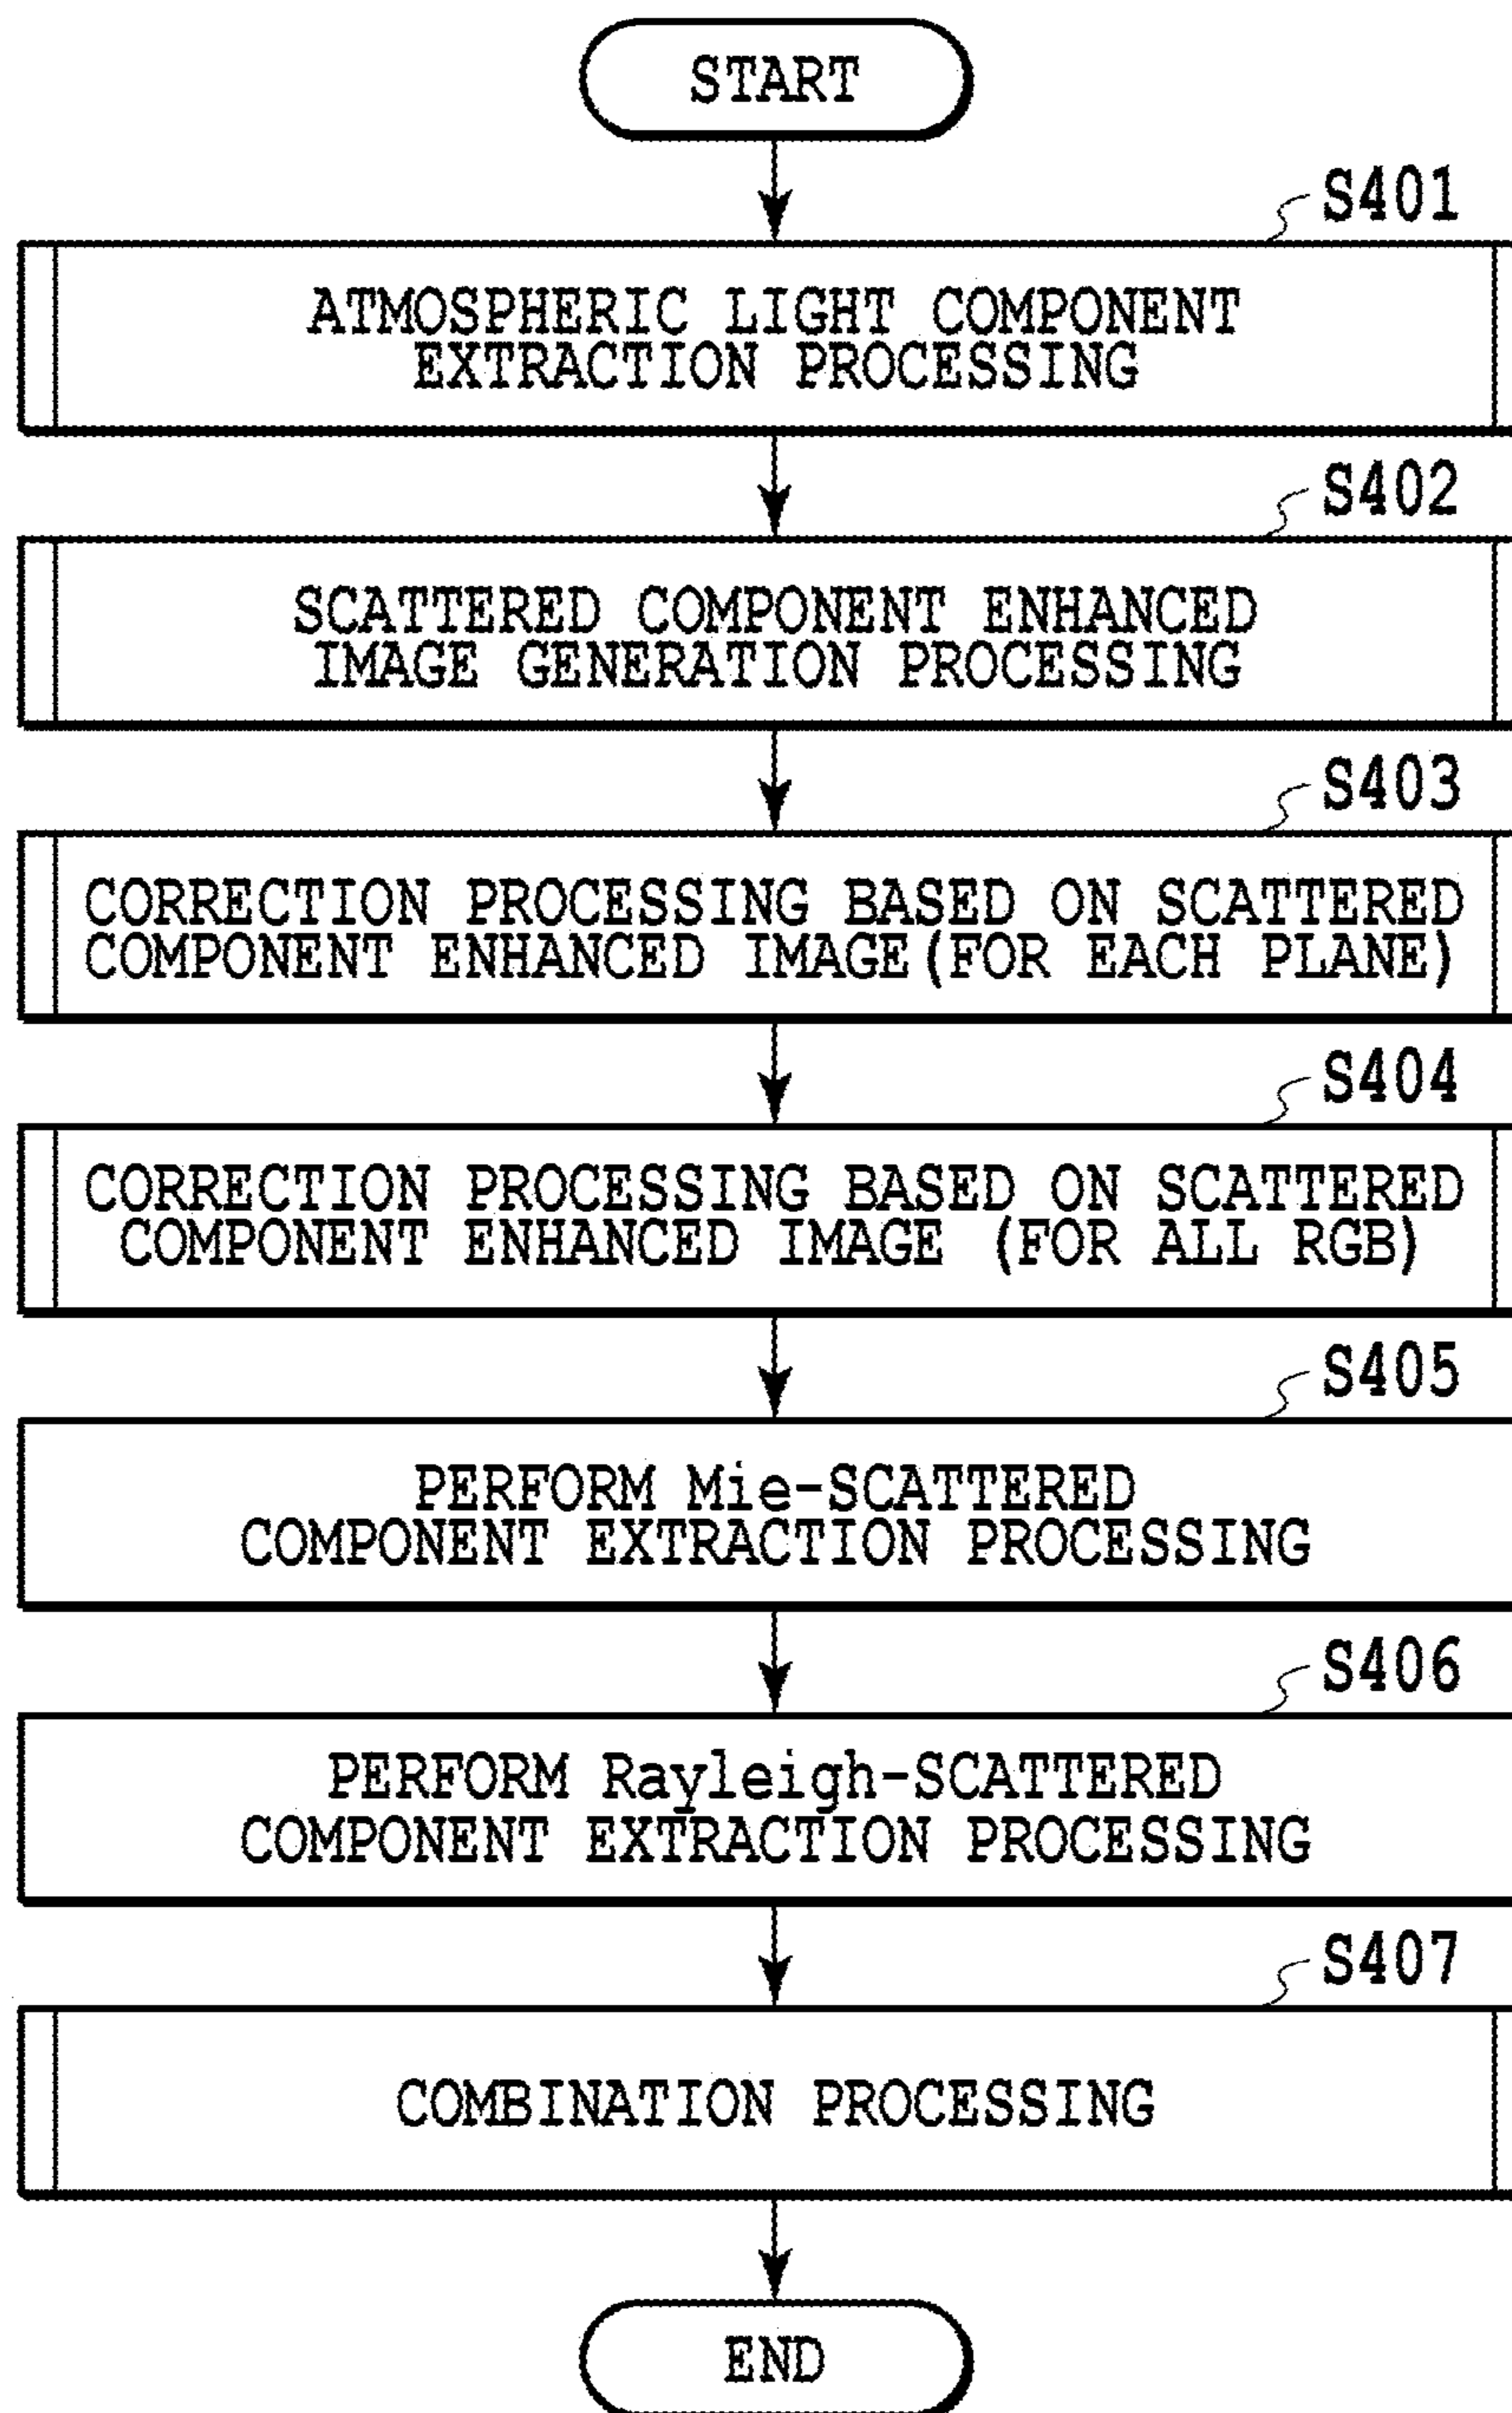 START
S401
ATMOSPHERIC LIGHT COMPONENT
EXTRACTION PROCESSING
S402
SCATTERED COMPONENT ENHANCED
IMAGE GENERATION PROCESSING
S403
CORRECTION PROCESSING BASED ON SCATTERED
COMPONENT ENHANCED IMAGE(FOR EACH PLANE)
S404
CORRECTION PROCESSING BASED ON SCATTERED
COMPONENT ENHANCED IMAGE (FOR ALL RGB)
S405
PERFORM Mie-SCATTERED
COMPONENT EXTRACTION PROCESSING
S406
PERFORM Rayleigh-SCATTERED
COMPONENT EXTRACTION PROCESSING
S407
COMBINATION PROCESSING
END